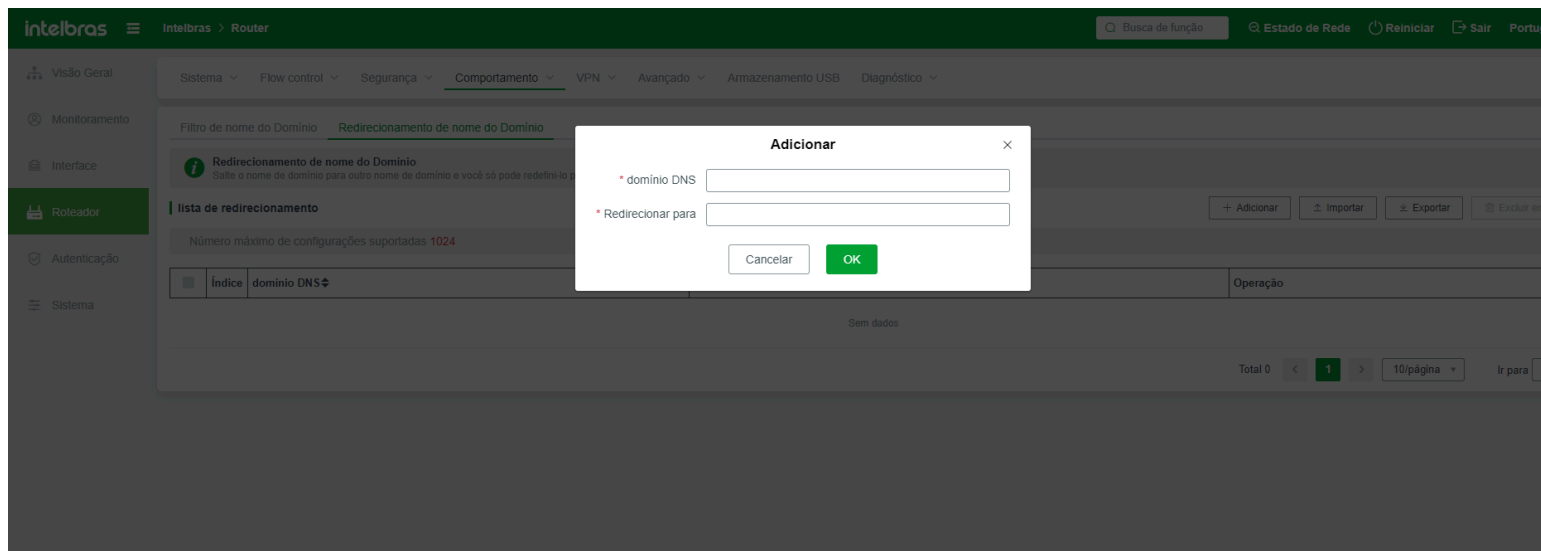 intelbras Intelbras > Router Busca de função Estado de Rede Reiniciar Sair Portu
Visão Geral
Sistema Flow control Segurança Comportamento VPN Avançado Armazenamento USB Diagnóstico
Monitoramento
Filtro de nome do Domínio Redirecionamento de nome do Domínio
Interface
Redirecionamento de nome do Domínio
Salte o nome de domínio para outro nome de domínio e você só pode redefini-lo p
Roteador
lista de redirecionamento
+ Adicionar Importar Exportar Excluir em
Número máximo de configurações suportadas 1024
Autenticação
Índice domínio DNS Operação
Sistema
Sem dados
Total 0 < 1 > 10/página Ir para
Adicionar ×
* domínio DNS
* Redirecionar para
Cancelar OK